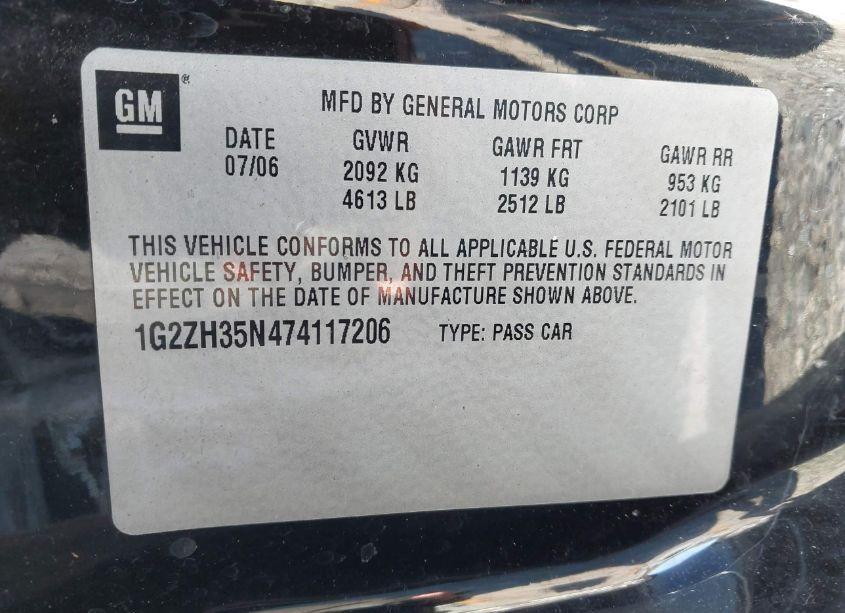 GM®
MFD BY GENERAL MOTORS CORP
DATE GVWR GAWR FRT GAWR RR
07/06 2092 KG 1139 KG 953 KG
4613 LB 2512 LB 2101 LB
THIS VEHICLE CONFORMS TO ALL APPLICABLE U.S. FEDERAL MOTOR
VEHICLE SAFETY, BUMPER, AND THEFT PREVENTION STANDARDS IN
EFFECT ON THE DATE OF MANUFACTURE SHOWN ABOVE.
1G2ZH35N474117206 TYPE: PASS CAR